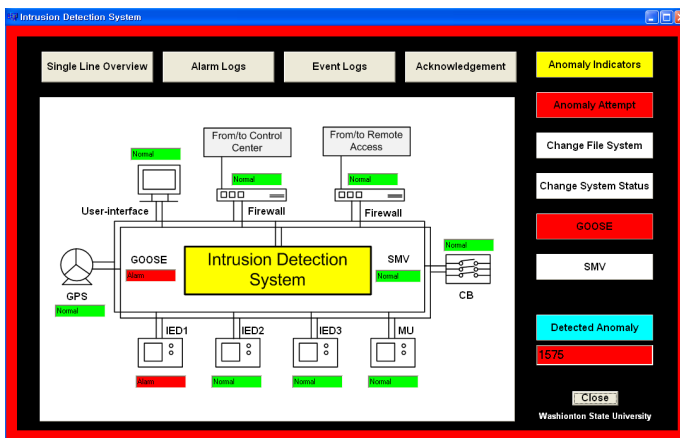 Intrusion Detection System
Single Line Overview
Alarm Logs
Event Logs
Acknowledgement
Anomaly Indicators
Anomaly Attempt
Change File System
Change System Status
GOOSE
SMV
Detected Anomaly
1575
Close
Washionton State University
From/to Control
Center
From/to Remote
Access
Normal
Normal
Normal
User-interface
Firewall
Firewall
GOOSE
Alarm
Intrusion Detection
System
SMV
Normal
Normal
CB
GPS
Normal
IED1
IED2
IED3
MU
Alarm
Normal
Normal
Normal